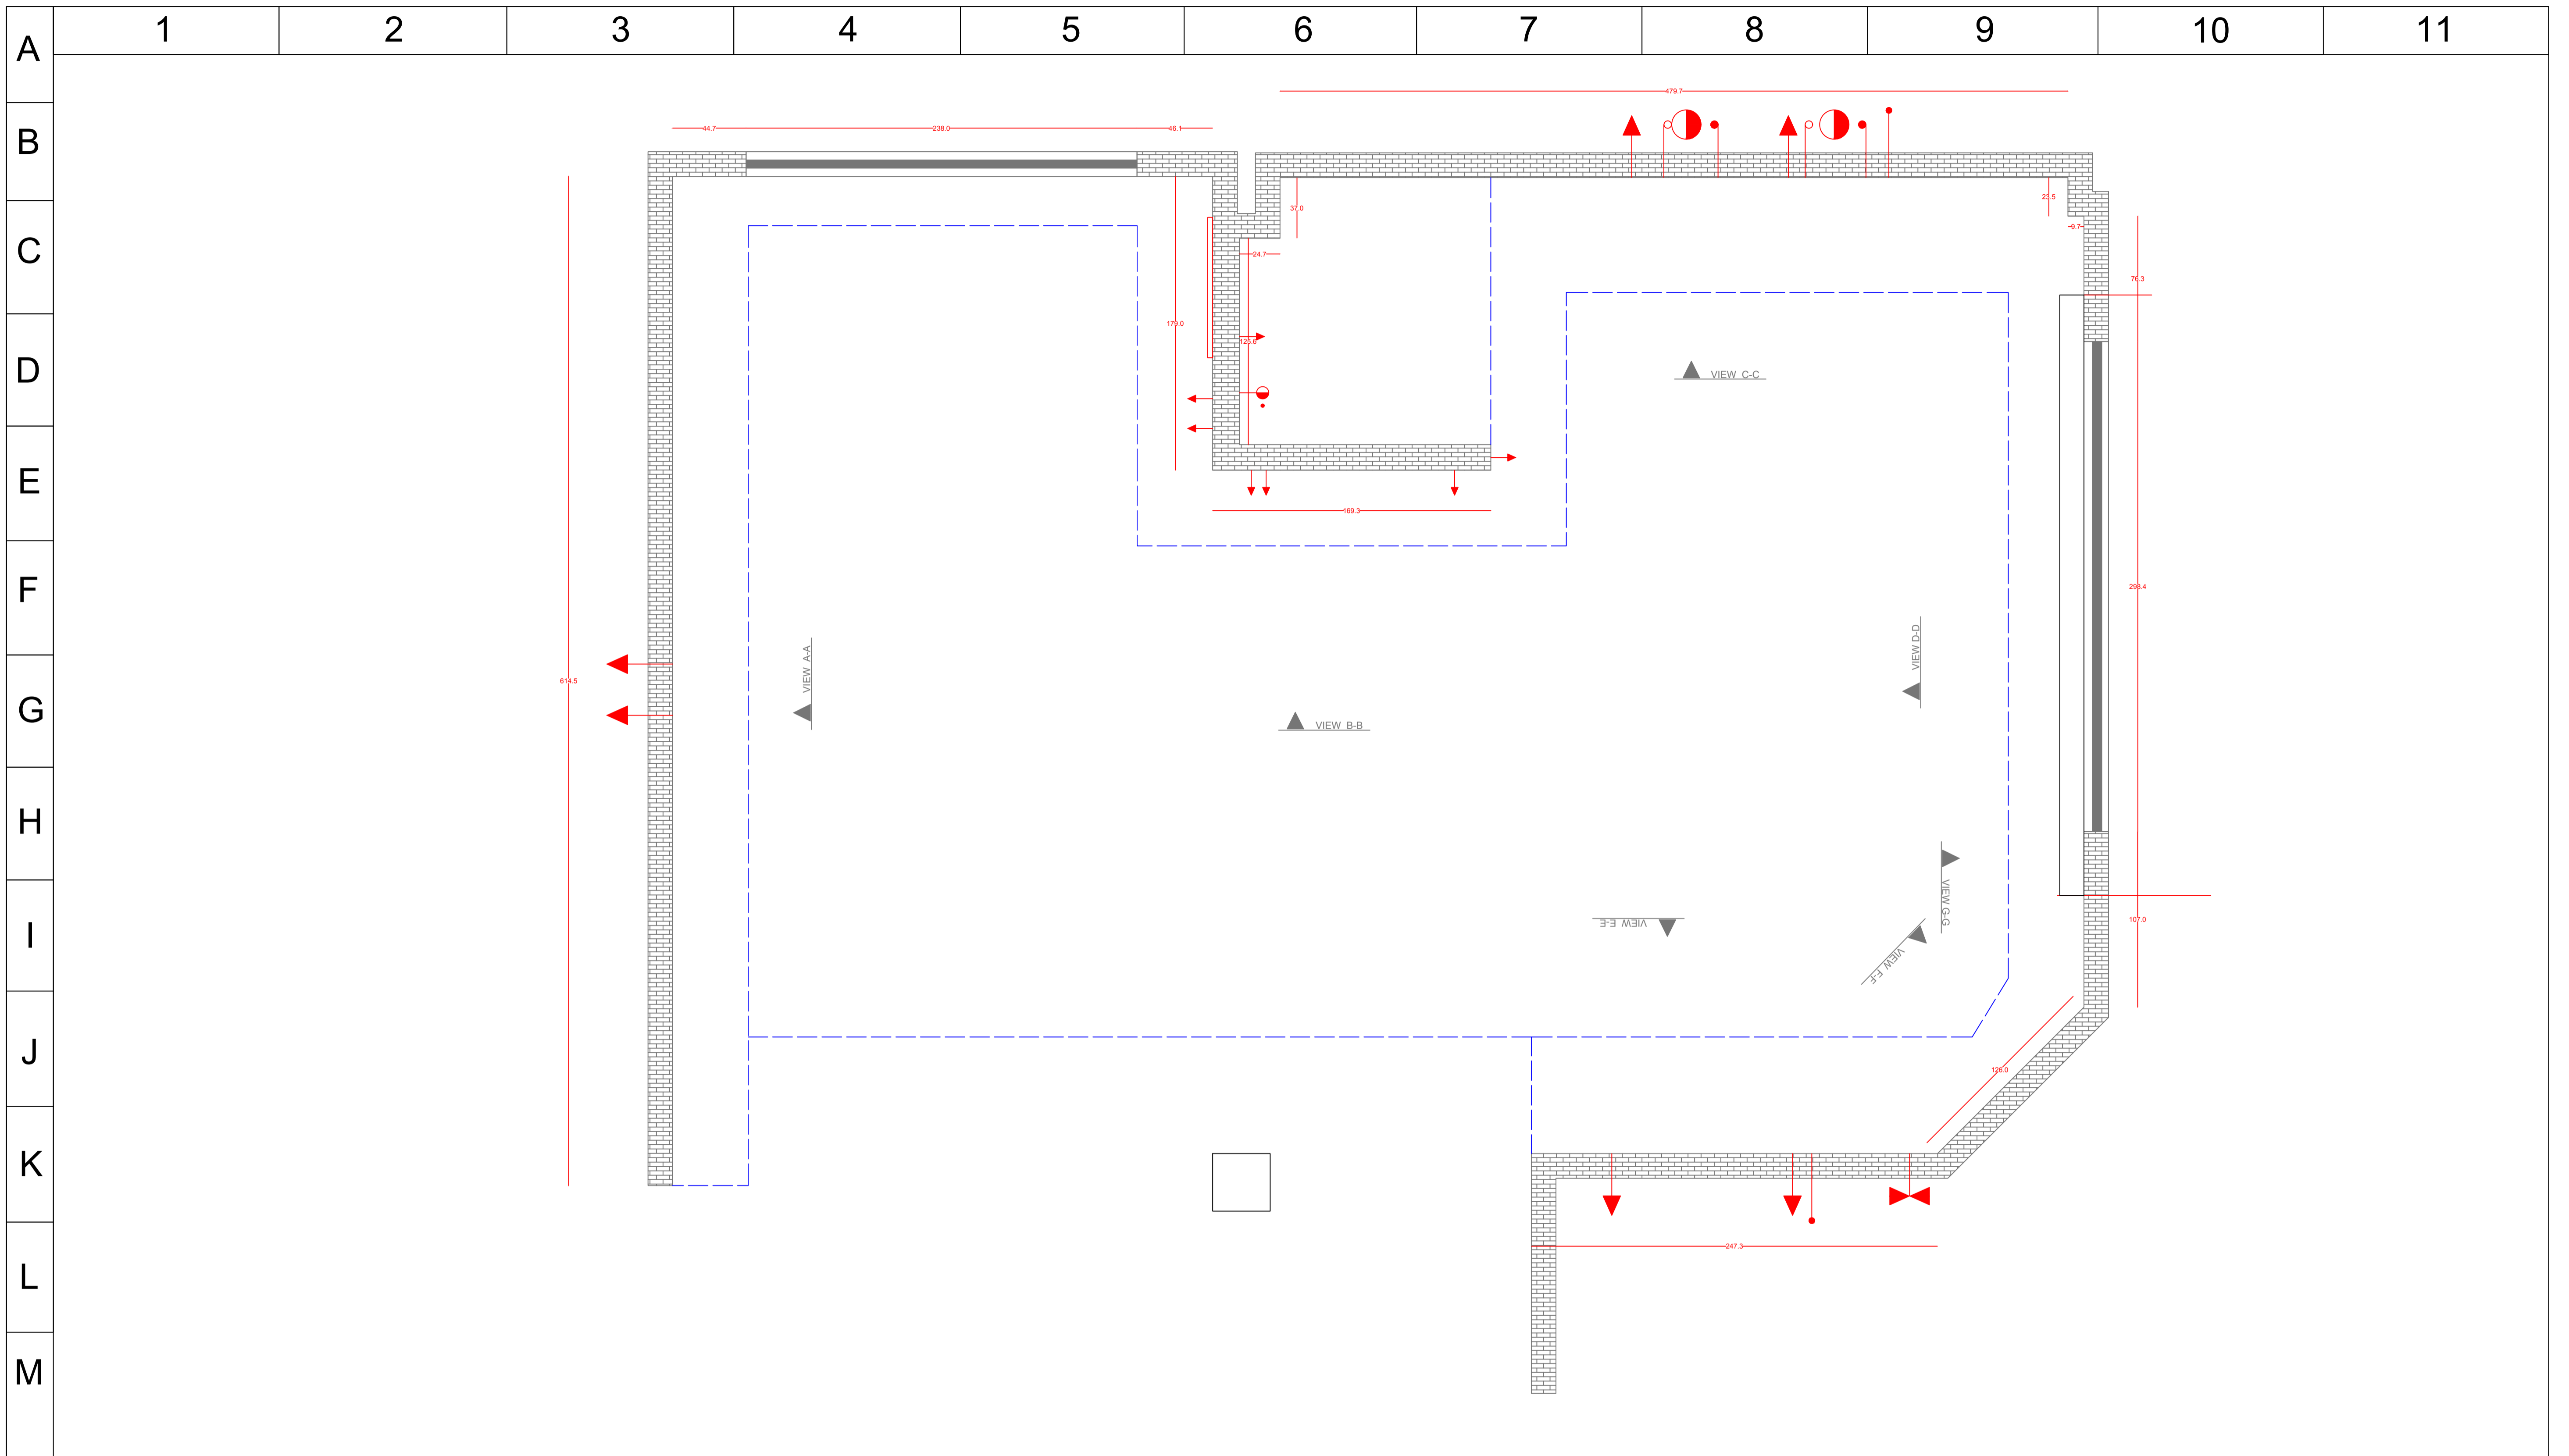 1 2 3 4 5 6 7 8 9 10 11
A
479.7
44.7 238.0 46.1
B
37.0 23.5
9.7
C
24.7
76.3
179.0
125.6
D
VIEW C-C
E
169.3
F
298.4
VIEW A-A
VIEW D-D
614.5
G
VIEW B-B
H
VIEW G-G
107.0
VIEW E-E
I
VIEW F-F
J
126.0
K
247.3
L
M